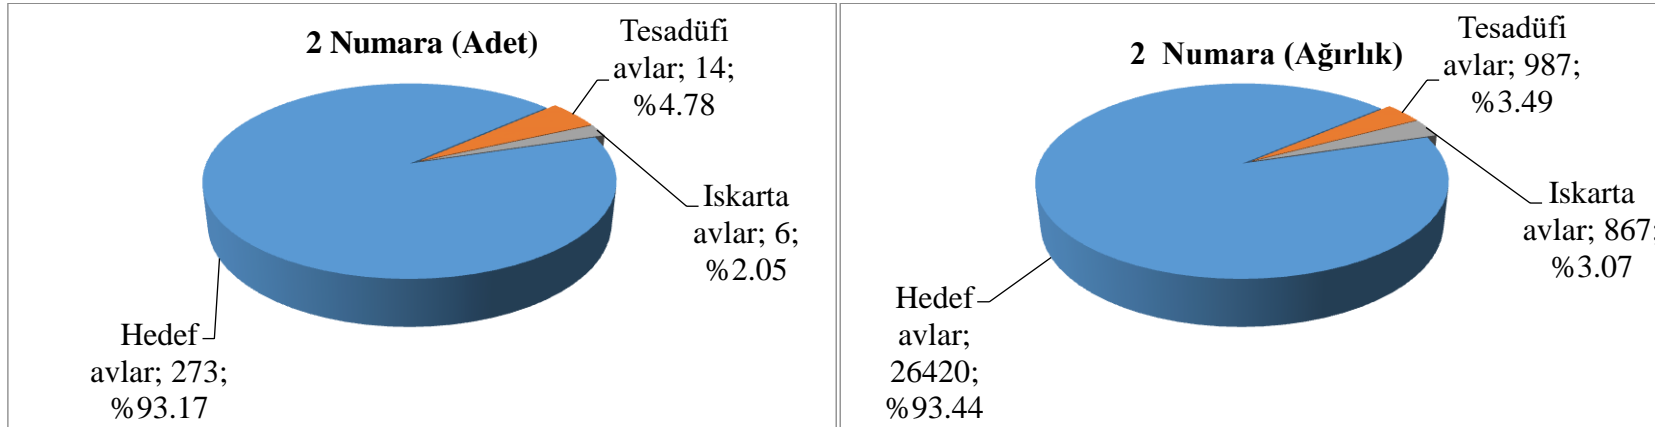 2 Numara (Adet)
Tesadüfi
avlar; 14;
%4.78
Iskarta
avlar; 6;
%2.05
Hedef
avlar; 273;
%93.17
2 Numara (Ağırlık)
Tesadüfi
avlar; 987;
%3.49
Iskarta
avlar; 867;
%3.07
Hedef
avlar;
26420;
%93.44